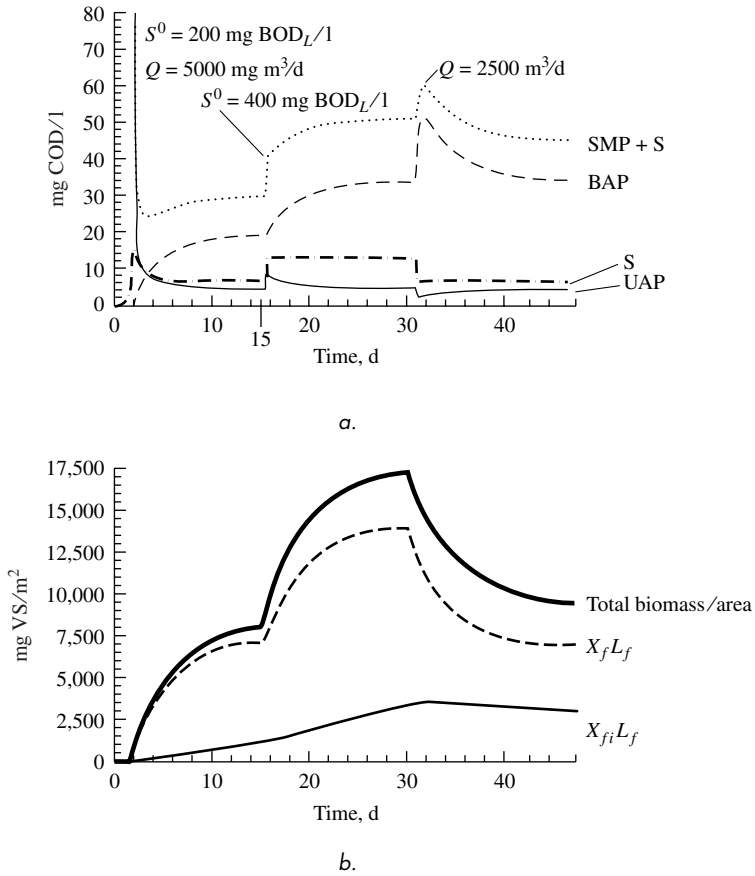 80
70
60
50
40
30
20
10
0
mg COD/l
S⁰ = 200 mg BOD_L/l
Q = 5000 mg m³/d
S⁰ = 400 mg BOD_L/l
Q = 2500 m³/d
SMP + S
BAP
S
UAP
0 10 20 30 40
15
Time, d
a.
17,500
15,000
12,500
10,000
7,500
5,000
2,500
0
mg VS/m²
Total biomass/area
X_f L_f
X_fi L_f
0 10 20 30 40
Time, d
b.